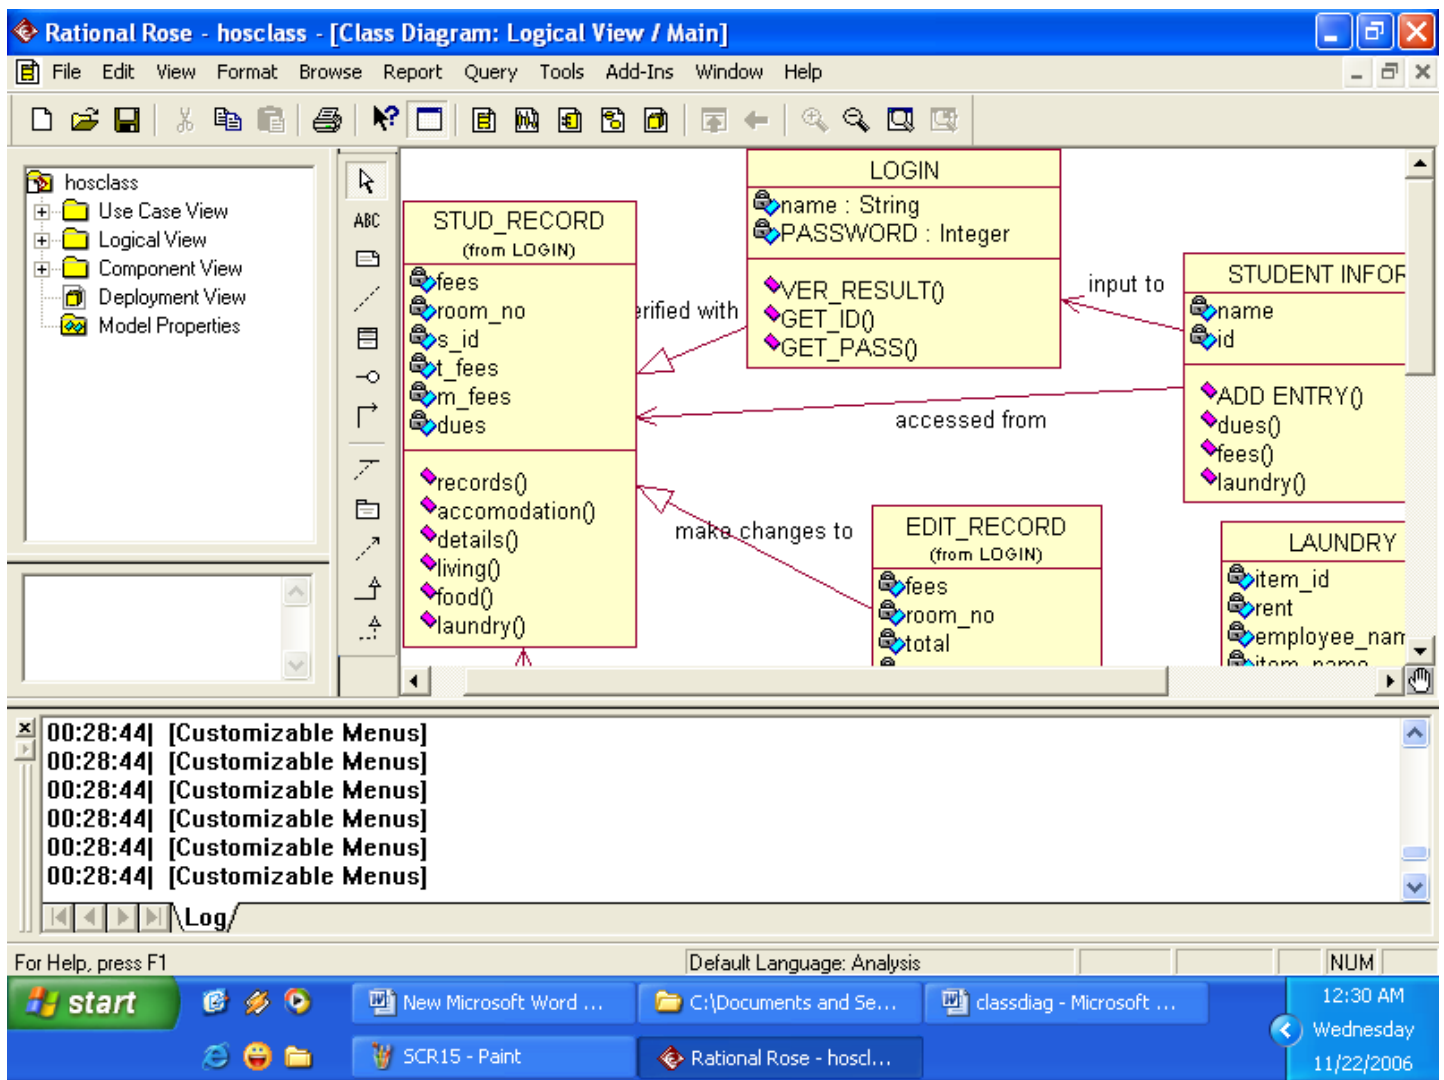 Rational Rose - hosclass - [Class Diagram: Logical View / Main]
File Edit View Format Browse Report Query Tools Add-Ins Window Help
hosclass
Use Case View
Logical View
Component View
Deployment View
Model Properties
ABC
STUD_RECORD
(from LOGIN)
fees
room_no
s_id
t_fees
m_fees
dues
records()
accomodation()
details()
living()
food()
laundry()
erified with
LOGIN
name : String
PASSWORD : Integer
VER_RESULT()
GET_ID()
GET_PASS()
input to
STUDENT INFOR
name
id
ADD ENTRY()
dues()
fees()
laundry()
accessed from
make changes to
EDIT_RECORD
(from LOGIN)
fees
room_no
total
LAUNDRY
item_id
rent
employee_nam
item_name
00:28:44| [Customizable Menus]
00:28:44| [Customizable Menus]
00:28:44| [Customizable Menus]
00:28:44| [Customizable Menus]
00:28:44| [Customizable Menus]
00:28:44| [Customizable Menus]
Log
For Help, press F1
Default Language: Analysis
NUM
start
New Microsoft Word ...
C:\Documents and Se...
classdiag - Microsoft ...
SCR15 - Paint
Rational Rose - hoscl...
12:30 AM
Wednesday
11/22/2006